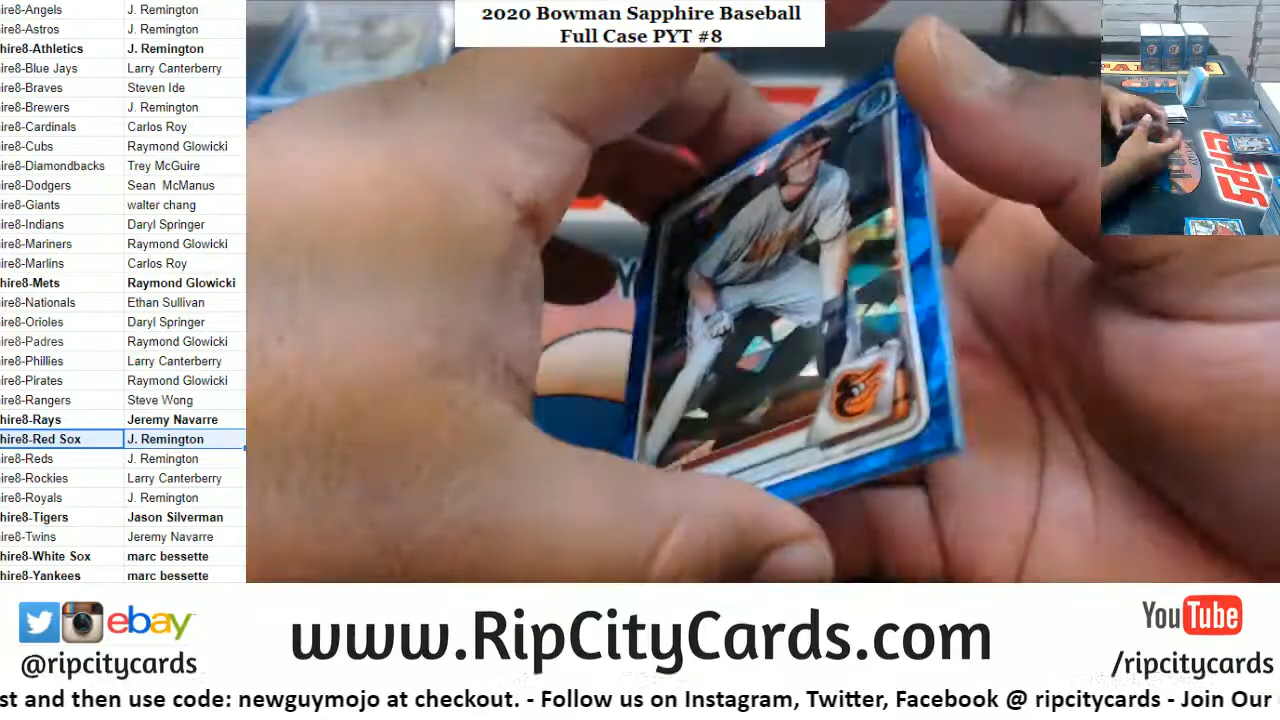 2020 Bowman Sapphire Baseball
Full Case PYT #8
ire8-Angels J. Remington
ire8-Astros J. Remington
hire8-Athletics J. Remington
ire8-Blue Jays Larry Canterberry
ire8-Braves Steven Ide
ire8-Brewers J. Remington
ire8-Cardinals Carlos Roy
ire8-Cubs Raymond Glowicki
ire8-Diamondbacks Trey McGuire
ire8-Dodgers Sean McManus
ire8-Giants walter chang
ire8-Indians Daryl Springer
ire8-Mariners Raymond Glowicki
ire8-Marlins Carlos Roy
hire8-Mets Raymond Glowicki
ire8-Nationals Ethan Sullivan
ire8-Orioles Daryl Springer
ire8-Padres Raymond Glowicki
ire8-Phillies Larry Canterberry
ire8-Pirates Raymond Glowicki
ire8-Rangers Steve Wong
hire8-Rays Jeremy Navarre
hire8-Red Sox J. Remington
ire8-Reds J. Remington
ire8-Rockies Larry Canterberry
ire8-Royals J. Remington
hire8-Tigers Jason Silverman
ire8-Twins Jeremy Navarre
hire8-White Sox marc bessette
hire8-Yankees marc bessette
TOPPS
ebay
@ripcitycards
www.RipCityCards.com
YouTube
/ripcitycards
st and then use code: newguymojo at checkout. - Follow us on Instagram, Twitter, Facebook @ ripcitycards - Join Our